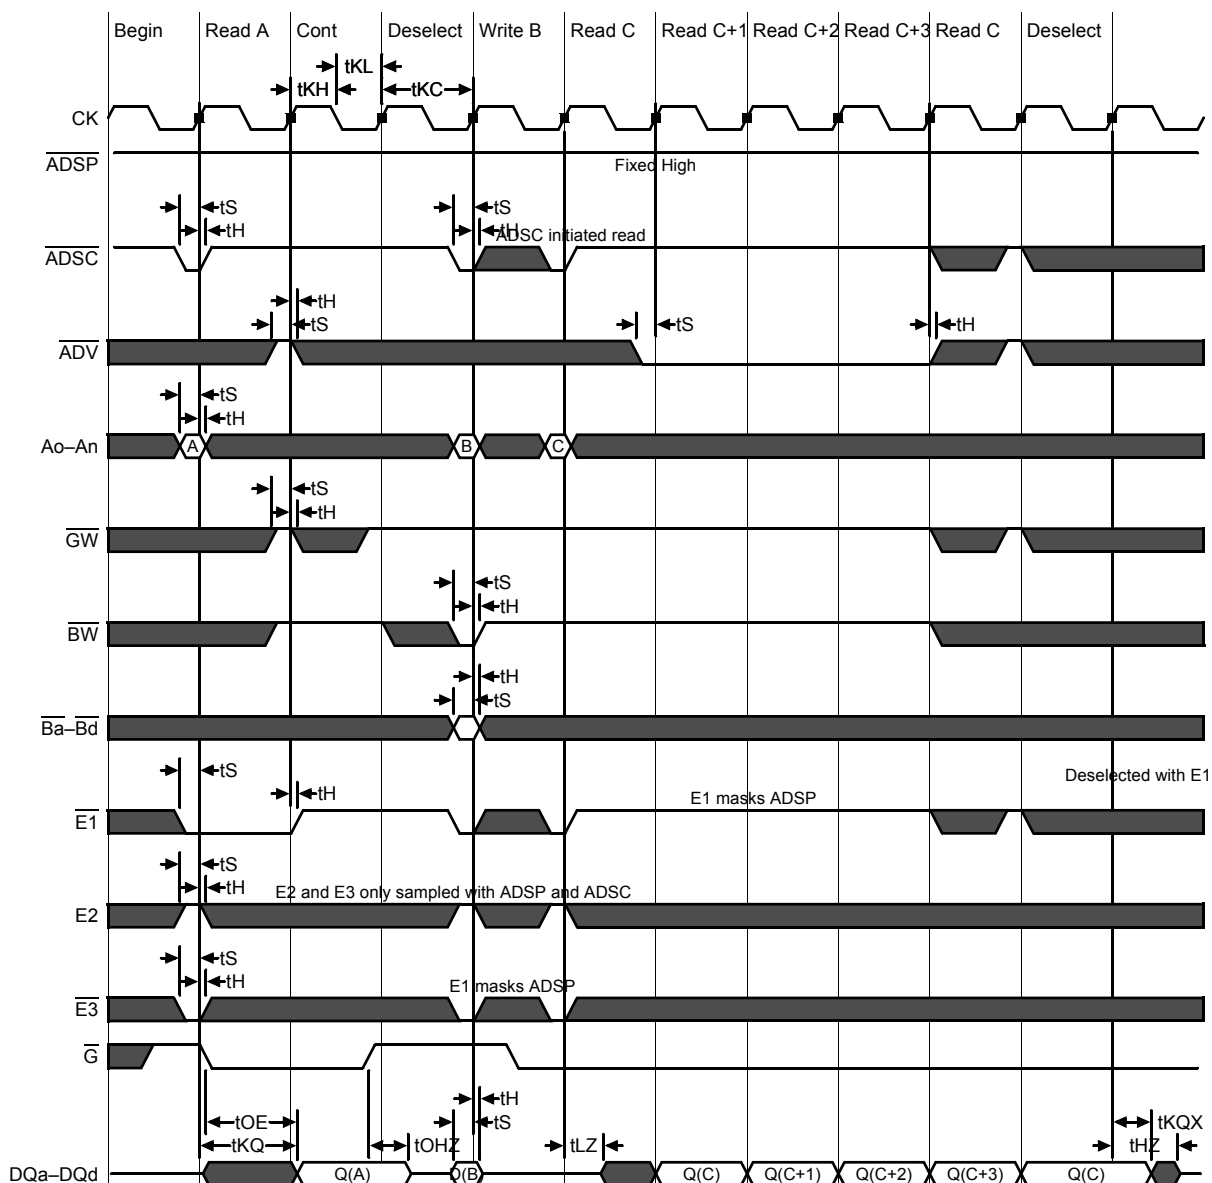 Begin Read A Cont Deselect Write B Read C Read C+1 Read C+2 Read C+3 Read C Deselect
tKL
tKH tKC
CK
ADSP
Fixed High
tS tS
tH tH
ADSC initiated read
ADSC
tH
tS tS tH
ADV
tS
tH
Ao–An A B C
tS
tH
GW
tS
tH
BW
tH
tS
Ba–Bd
tS Deselected with E1
tH
E1 masks ADSP
E1
tS
tH
E2 and E3 only sampled with ADSP and ADSC
E2
tS
tH
E1 masks ADSP
E3
G
tH
tOE tS tKQX
tKQ tOHZ tLZ tHZ
DQa–DQd Q(A) D(B) Q(C) Q(C+1) Q(C+2) Q(C+3) Q(C)